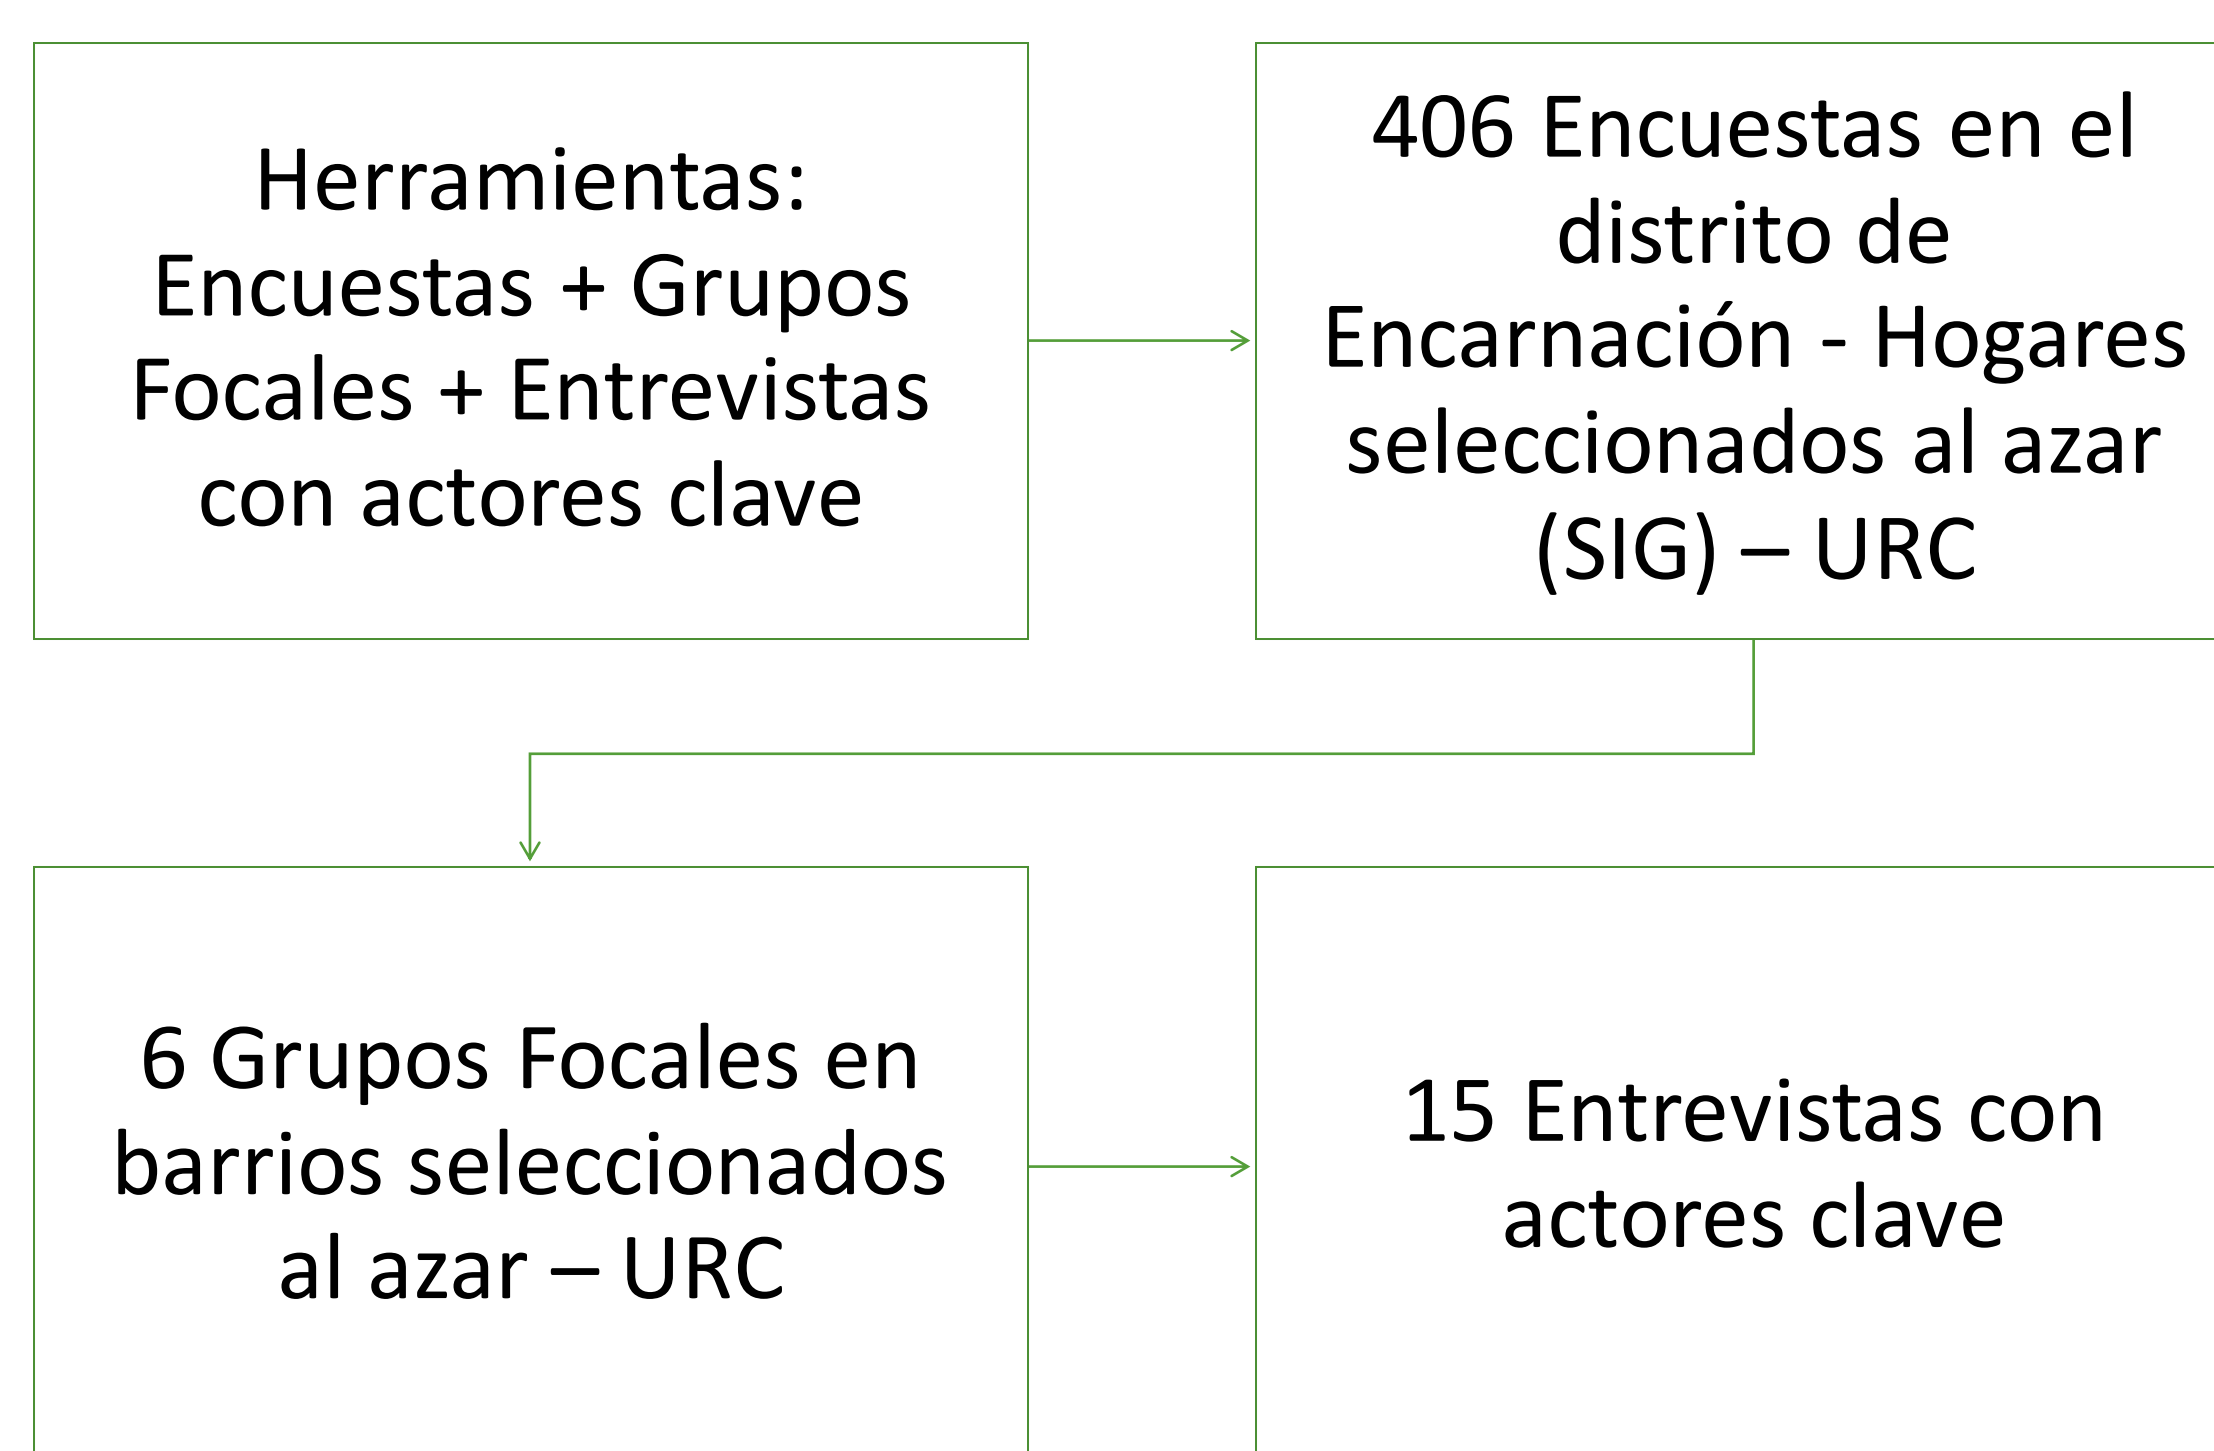 Herramientas:
Encuestas + Grupos
Focales + Entrevistas
con actores clave
406 Encuestas en el
distrito de
Encarnación - Hogares
seleccionados al azar
(SIG) – URC
6 Grupos Focales en
barrios seleccionados
al azar – URC
15 Entrevistas con
actores clave